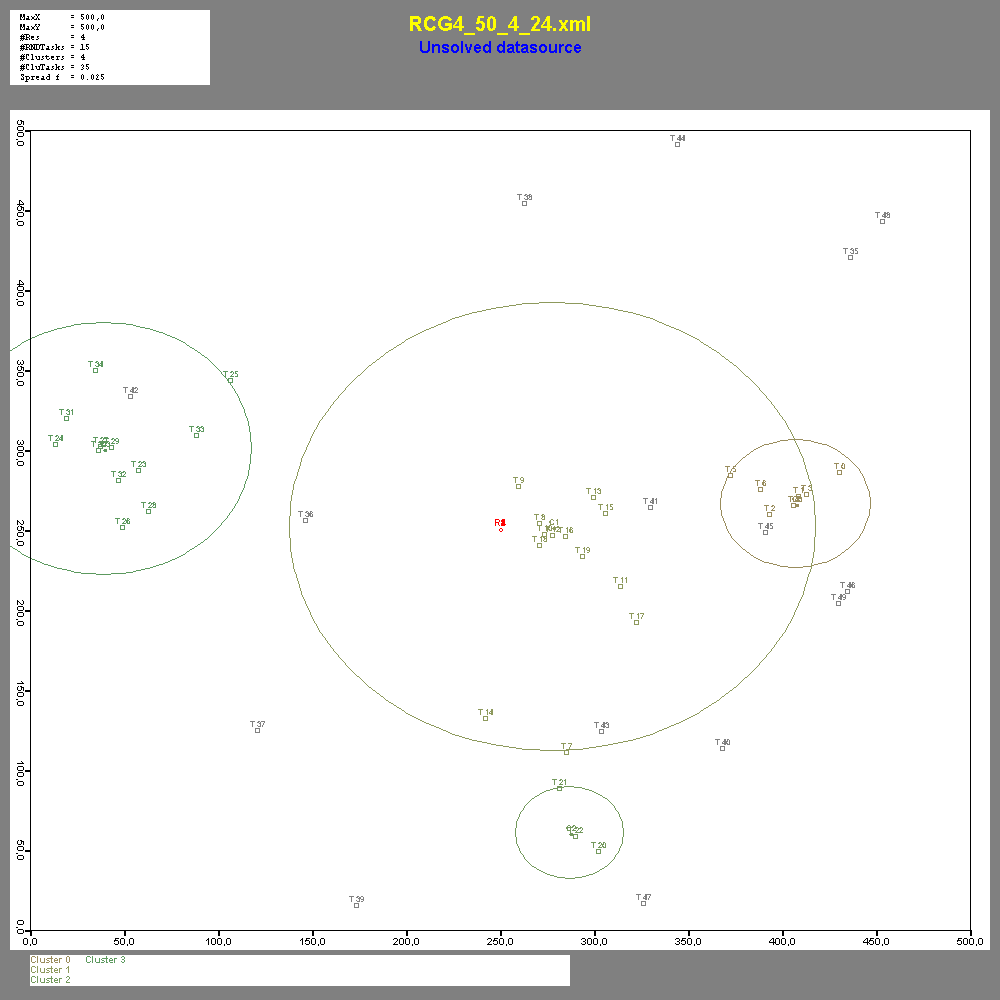 MaxX = 500,0
MaxY = 500,0
#Res = 4
#RNDTasks = 15
#Clusters = 4
#CluTasks = 35
Spread f = 0.025
RCG4_50_4_24.xml
Unsolved datasource
T 44
T 38
T 48
T 35
T 34
T 42
T 25
T 31
T 33
T 24
T 29
T 23
T 32
T 28
T 26
T 36
T 9
T 13
T 15
T 41
T 8
C1
T 16
T 18
T 19
T 11
T 17
T 5
T 6
T 0
T 3
T 2
T 45
T 46
T 49
T 37
T 14
T 43
T 7
T 40
T 21
T 20
T 39
T 47
500,0
450,0
400,0
350,0
300,0
250,0
200,0
150,0
100,0
50,0
0,0
0,0 50,0 100,0 150,0 200,0 250,0 300,0 350,0 400,0 450,0 500,0
Cluster 0 Cluster 3
Cluster 1
Cluster 2